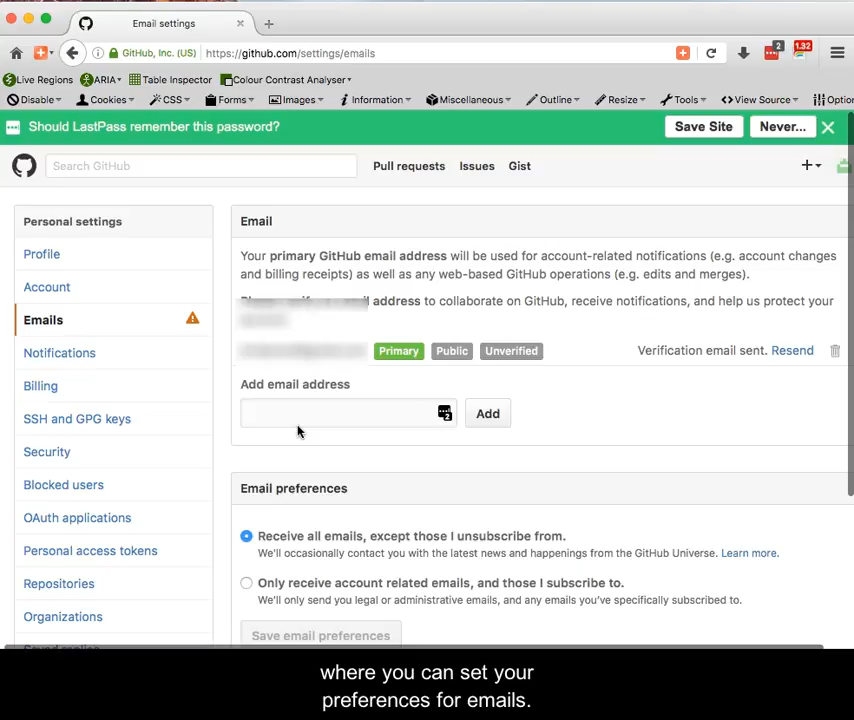 Email settings
GitHub, Inc. (US)
https://github.com/settings/emails
2
1.32
Live Regions
ARIA
Table Inspector
Colour Contrast Analyser
Disable
Cookies
CSS
Forms
Images
Information
Miscellaneous
Outline
Resize
Tools
View Source
Optio
Should LastPass remember this password?
Save Site
Never...
Search GitHub
Pull requests
Issues
Gist
Personal settings
Profile
Account
Emails
Notifications
Billing
SSH and GPG keys
Security
Blocked users
OAuth applications
Personal access tokens
Repositories
Organizations
Email
Your primary GitHub email address will be used for account-related notifications (e.g. account changes
and billing receipts) as well as any web-based GitHub operations (e.g. edits and merges).
address to collaborate on GitHub, receive notifications, and help us protect your
Primary
Public
Unverified
Verification email sent. Resend
Add email address
2
Add
Email preferences
Receive all emails, except those I unsubscribe from.
We'll occasionally contact you with the latest news and happenings from the GitHub Universe. Learn more.
Only receive account related emails, and those I subscribe to.
We'll only send you legal or administrative emails, and any emails you've specifically subscribed to.
Save email preferences
where you can set your
preferences for emails.